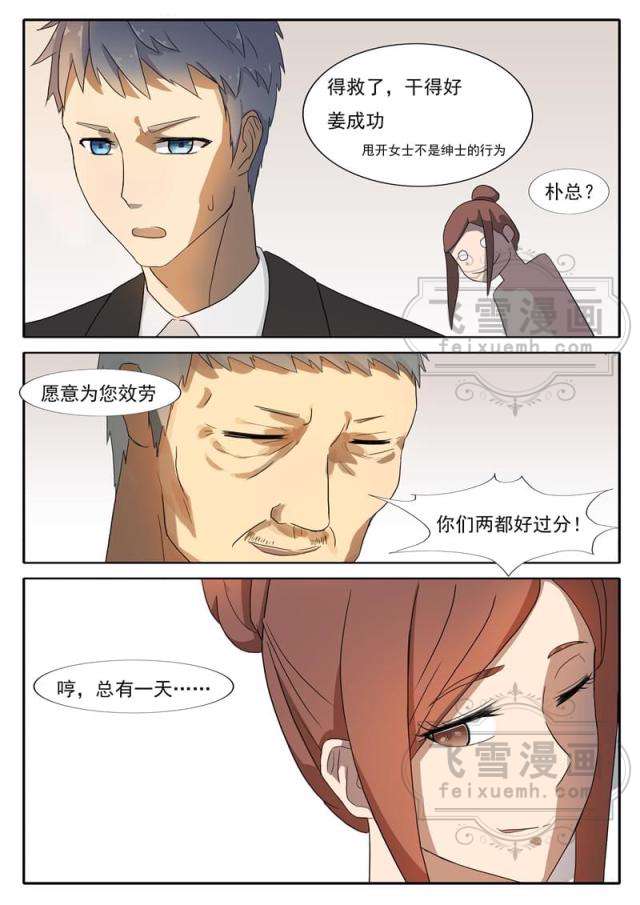 得救了，干得好
姜成功
甩开女士不是绅士的行为
朴总？
飞雪漫画
feixuemh.com
愿意为您效劳
你们两都好过分！
哼，总有一天……
飞雪漫画
feixuemh.com